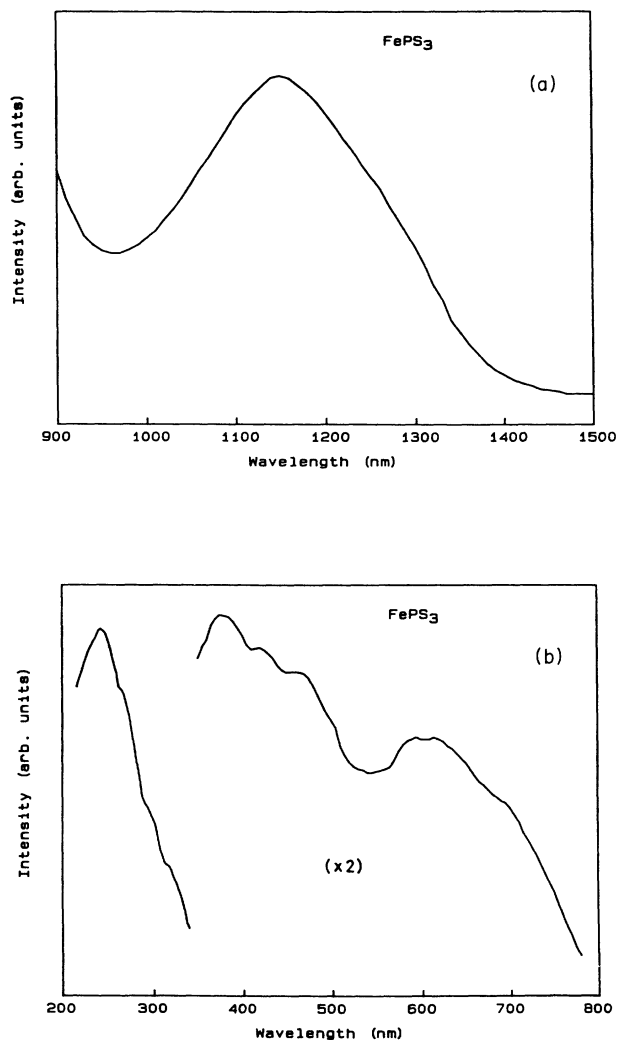 FePS3
(a)
Intensity (arb. units)
900 1000 1100 1200 1300 1400 1500
Wavelength (nm)
FePS3
(b)
Intensity (arb. units)
(x2)
200 300 400 500 600 700 800
Wavelength (nm)